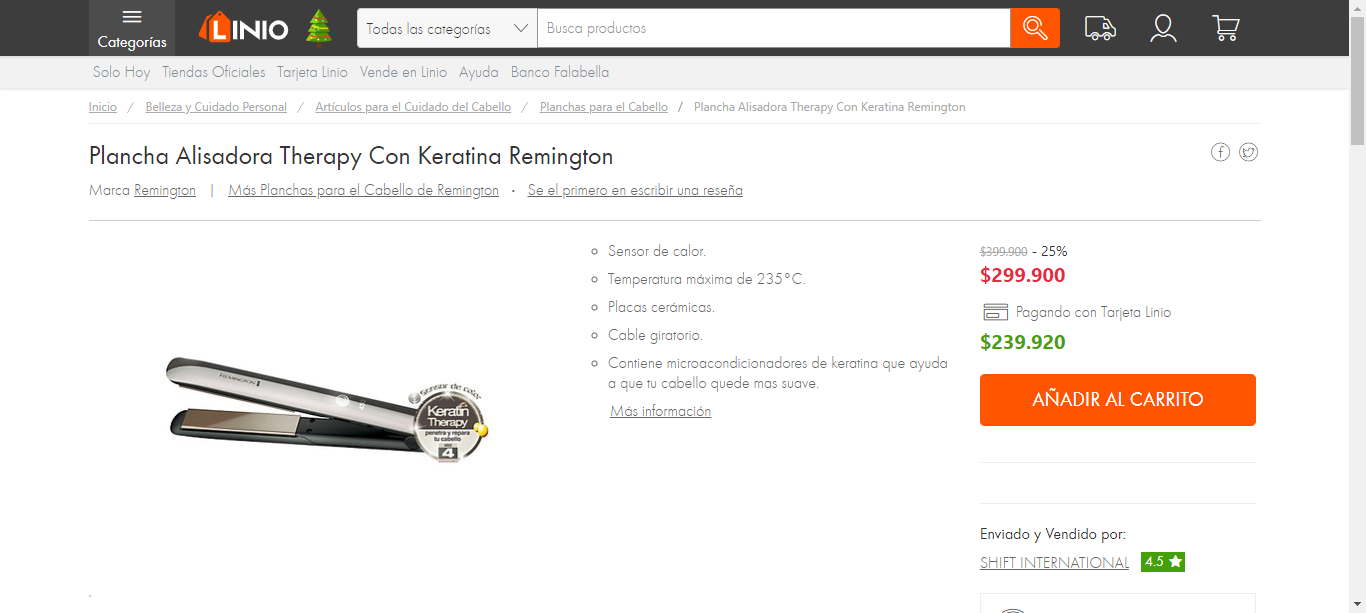 Categorías
LINIO
Todas las categorías
Busca productos
Solo Hoy Tiendas Oficiales Tarjeta Linio Vende en Linio Ayuda Banco Falabella
Inicio / Belleza y Cuidado Personal / Artículos para el Cuidado del Cabello / Planchas para el Cabello / Plancha Alisadora Therapy Con Keratina Remington
Plancha Alisadora Therapy Con Keratina Remington
Marca Remington | Más Planchas para el Cabello de Remington · Se el primero en escribir una reseña
REMINGTON
Sensor de calor
Keratin
Therapy
penetra y repara
tu cabello
4
Sensor de calor.
Temperatura máxima de 235°C.
Placas cerámicas.
Cable giratorio.
Contiene microacondicionadores de keratina que ayuda
a que tu cabello quede mas suave.
Más información
$399.900 - 25%
$299.900
Pagando con Tarjeta Linio
$239.920
AÑADIR AL CARRITO
Enviado y Vendido por:
SHIFT INTERNATIONAL 4.5